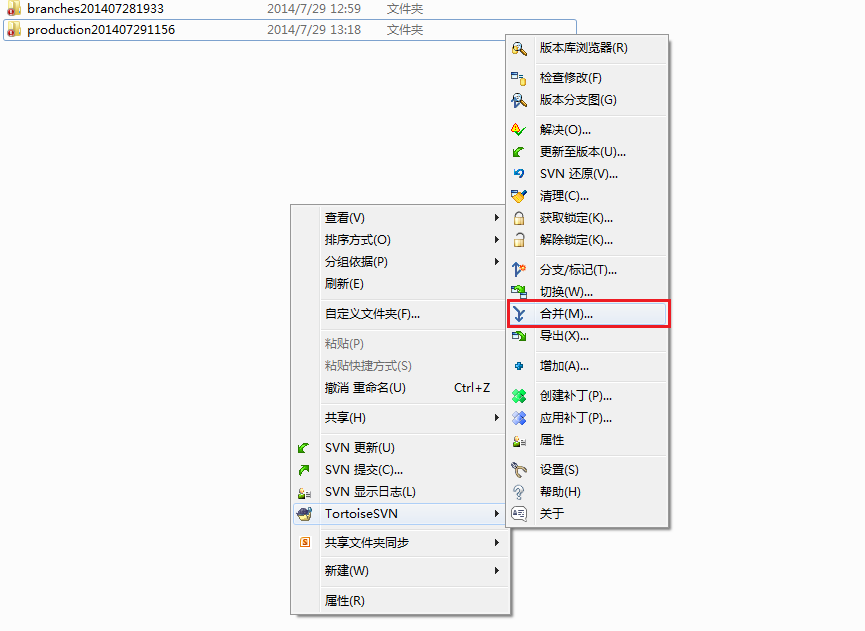 branches201407281933 2014/7/29 12:59 文件夹
production201407291156 2014/7/29 13:18 文件夹
查看(V)
排序方式(O)
分组依据(P)
刷新(E)
自定义文件夹(F)...
粘贴(P)
粘贴快捷方式(S)
撤消 重命名(U) Ctrl+Z
共享(H)
SVN 更新(U)
SVN 提交(C)...
SVN 显示日志(L)
TortoiseSVN
共享文件夹同步
新建(W)
属性(R)
版本库浏览器(R)
检查修改(F)
版本分支图(G)
解决(O)...
更新至版本(U)...
SVN 还原(V)...
清理(C)...
获取锁定(K)...
解除锁定(K)...
分支/标记(T)...
切换(W)...
合并(M)...
导出(X)...
增加(A)...
创建补丁(P)...
应用补丁(P)...
属性
设置(S)
帮助(H)
关于